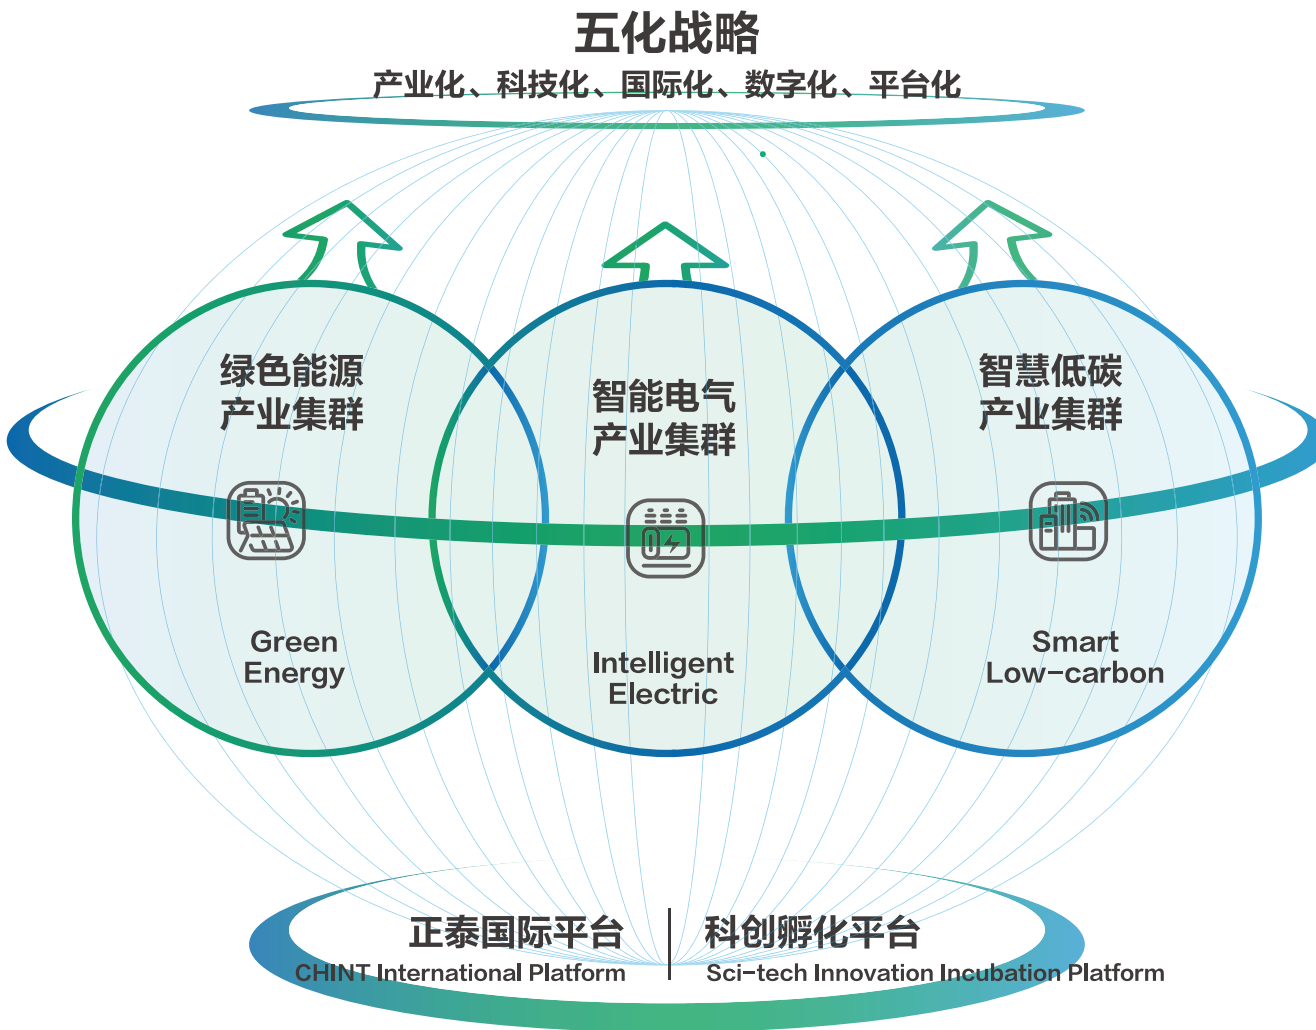 五化战略
产业化、科技化、国际化、数字化、平台化
绿色能源
产业集群
Green
Energy
智能电气
产业集群
Intelligent
Electric
智慧低碳
产业集群
Smart
Low-carbon
正泰国际平台
CHINT International Platform
科创孵化平台
Sci-tech Innovation Incubation Platform